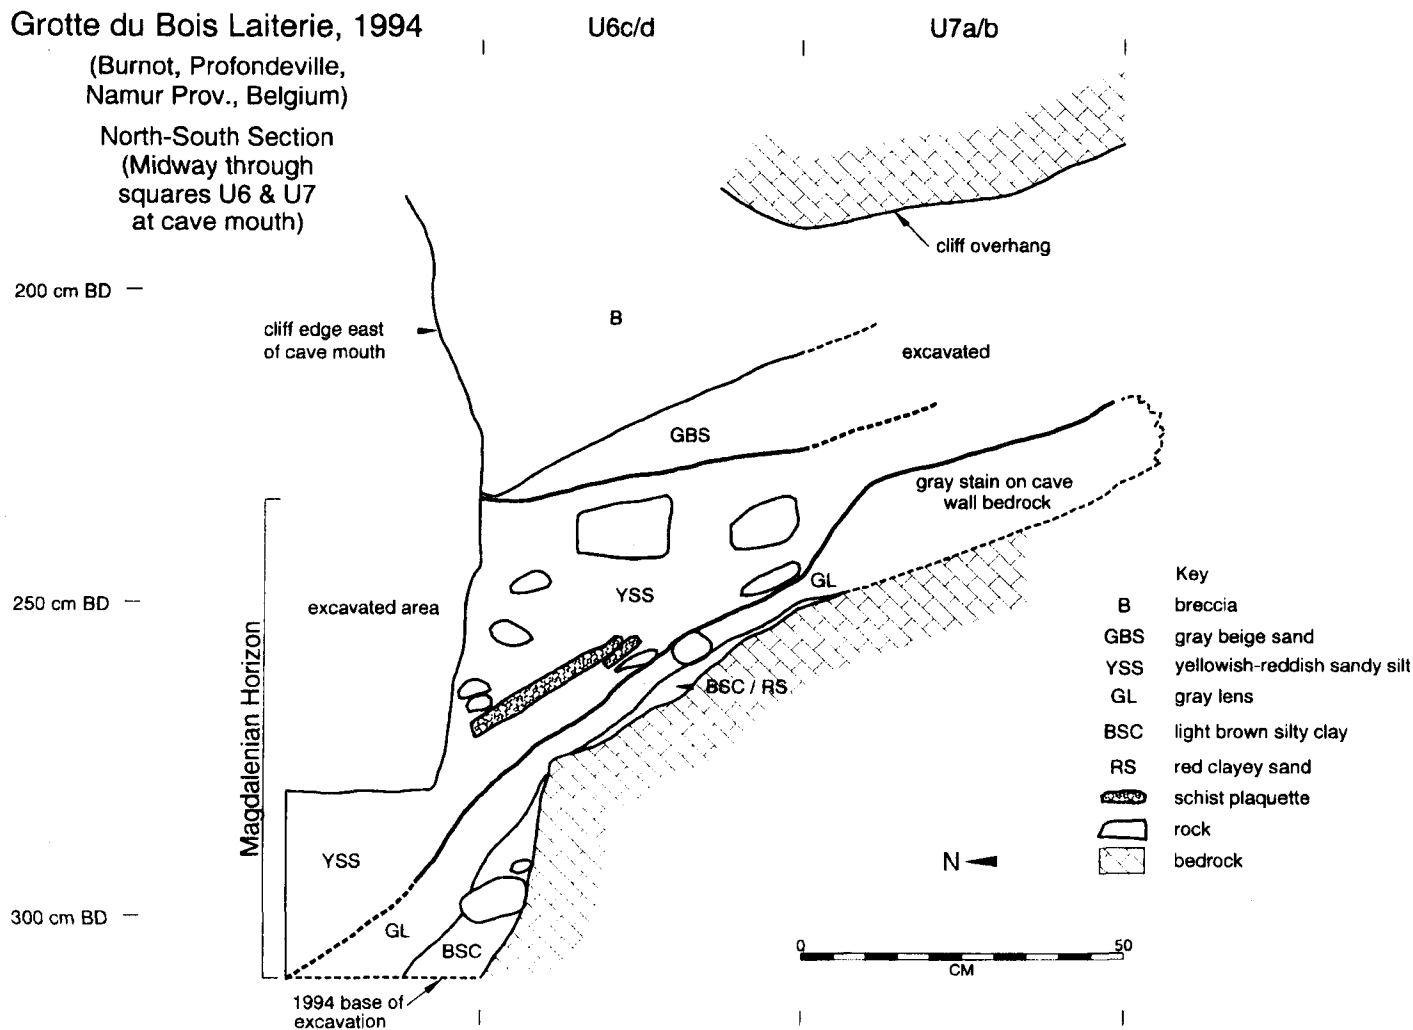 Grotte du Bois Laiterie, 1994
(Burnot, Profondeville,
Namur Prov., Belgium)
North-South Section
(Midway through
squares U6 & U7
at cave mouth)
U6c/d
U7a/b
cliff overhang
200 cm BD
cliff edge east
of cave mouth
B
excavated
GBS
gray stain on cave
wall bedrock
250 cm BD
excavated area
YSS
GL
BSC / RS
Magdalenian Horizon
YSS
GL
BSC
300 cm BD
1994 base of
excavation
Key
B breccia
GBS gray beige sand
YSS yellowish-reddish sandy silt
GL gray lens
BSC light brown silty clay
RS red clayey sand
schist plaquette
rock
bedrock
N
0 50
CM